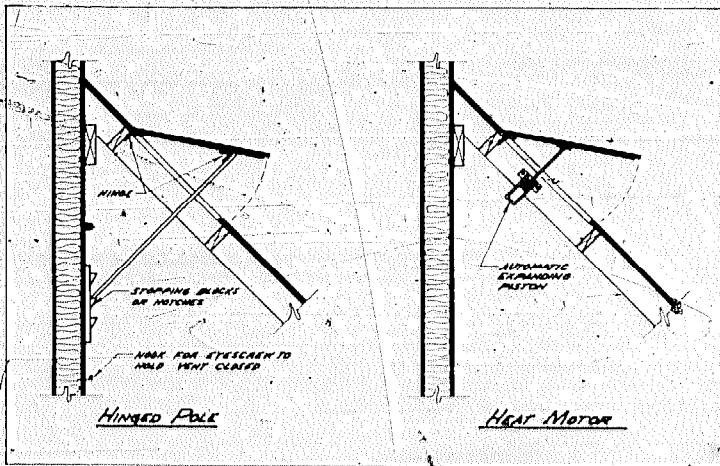 HINGE
STOPPING BLOCKS
OR NOTCHES
HOOK FOR EYESCREW TO
HOLD VENT CLOSED
HINGED POLE
AUTOMATIC
EXPANDING
PISTON
HEAT MOTOR